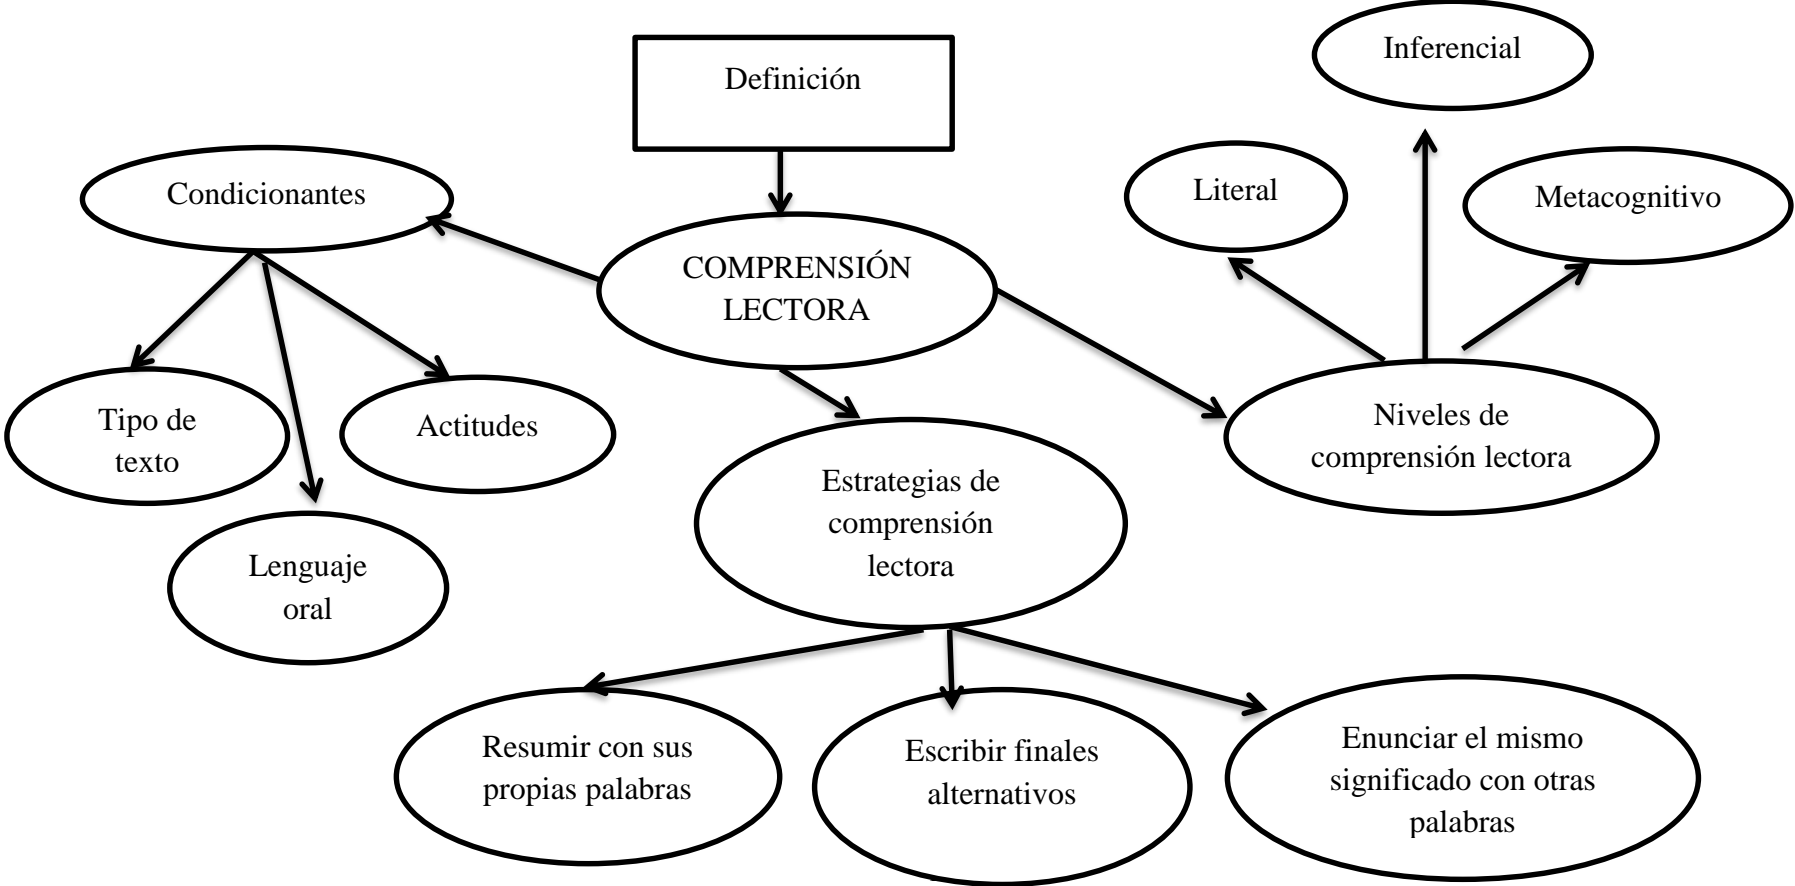 Definición
Inferencial
Condicionantes
Literal
Metacognitivo
COMPRENSIÓN
LECTORA
Tipo de
texto
Actitudes
Niveles de
comprensión lectora
Estrategias de
comprensión
lectora
Lenguaje
oral
Resumir con sus
propias palabras
Escribir finales
alternativos
Enunciar el mismo
significado con otras
palabras